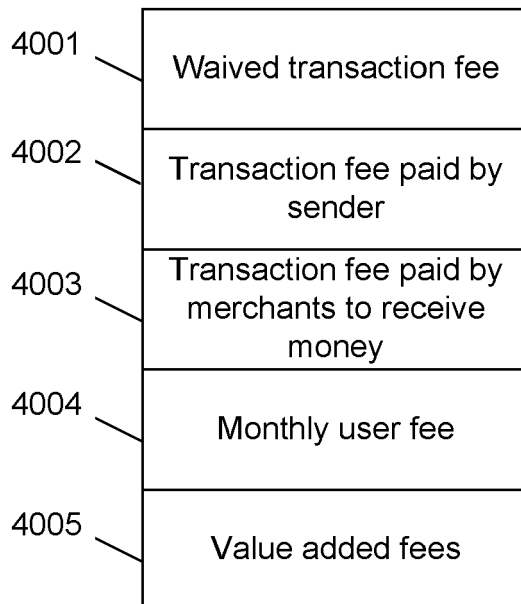 4001
Waived transaction fee
4002
Transaction fee paid by
sender
4003
Transaction fee paid by
merchants to receive
money
4004
Monthly user fee
4005
Value added fees